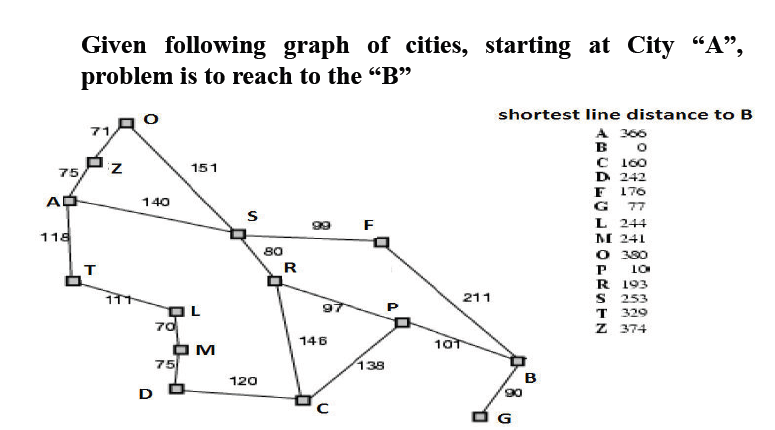 Given following graph of cities, starting at City “A”,
problem is to reach to the “B”
shortest line distance to B
A 366
B 0
C 160
D 242
F 176
G 77
L 244
M 241
O 380
P 10
R 193
S 253
T 329
Z 374
O
71
Z
75
151
A
140
S
99
F
118
80
T
R
111
97
P
211
L
70
146
101
M
75
138
D
120
B
90
C
G